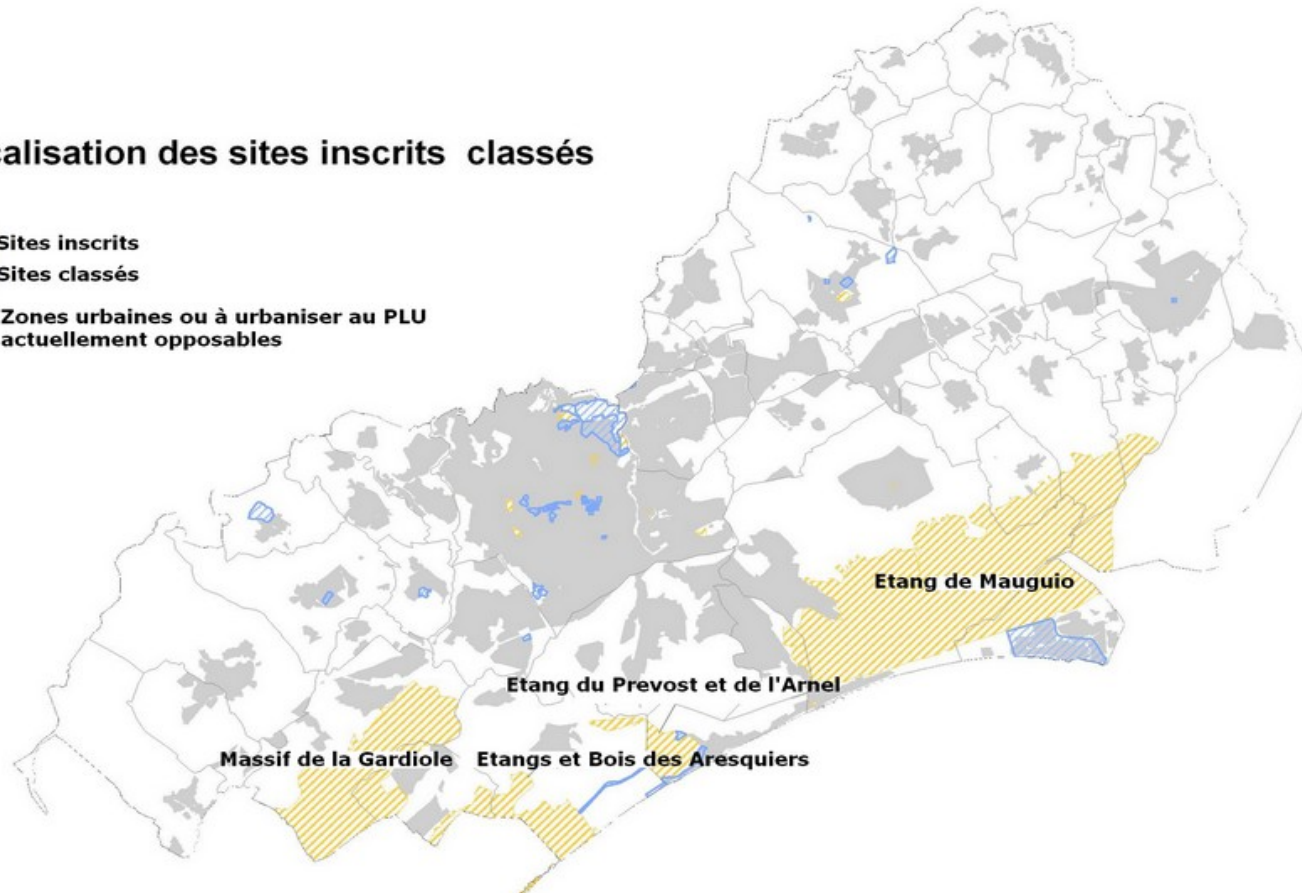 alisation des sites inscrits classés
Sites inscrits
Sites classés
Zones urbaines ou à urbaniser au PLU
actuellement opposables
Etang de Mauguio
Etang du Prevost et de l'Arnel
Massif de la Gardiole
Etangs et Bois des Aresquiers